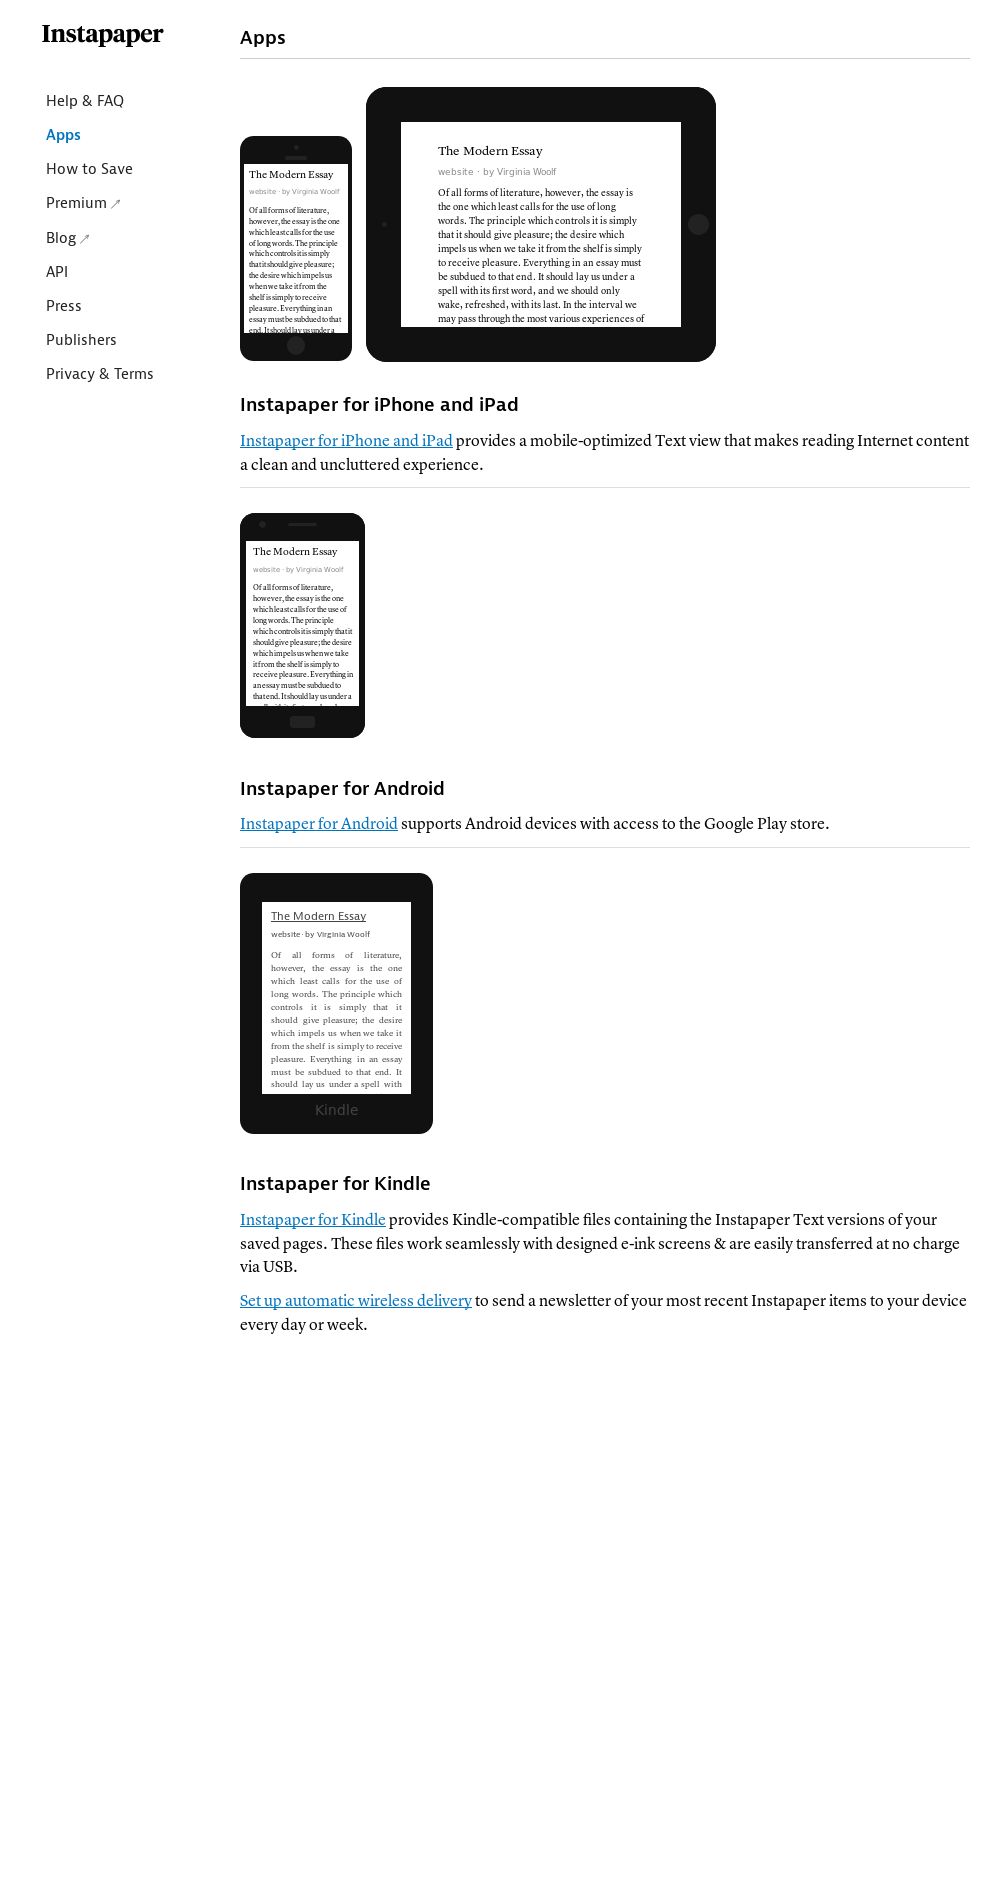 Instapaper
Help & FAQ
Apps
How to Save
Premium
Blog
API
Press
Publishers
Privacy & Terms
Apps
The Modern Essay
website · by Virginia Woolf
Of all forms of literature,
however, the essay is the one
which least calls for the use
of long words. The principle
which controls it is simply
that it should give pleasure;
the desire which impels us
when we take it from the
shelf is simply to receive
pleasure. Everything in an
essay must be subdued to that
end. It should lay us under a
The Modern Essay
website · by Virginia Woolf
Of all forms of literature, however, the essay is
the one which least calls for the use of long
words. The principle which controls it is simply
that it should give pleasure; the desire which
impels us when we take it from the shelf is simply
to receive pleasure. Everything in an essay must
be subdued to that end. It should lay us under a
spell with its first word, and we should only
wake, refreshed, with its last. In the interval we
may pass through the most various experiences of
Instapaper for iPhone and iPad
Instapaper for iPhone and iPad provides a mobile-optimized Text view that makes reading Internet content
a clean and uncluttered experience.
The Modern Essay
website · by Virginia Woolf
Of all forms of literature,
however, the essay is the one
which least calls for the use of
long words. The principle
which controls it is simply that it
should give pleasure; the desire
which impels us when we take
it from the shelf is simply to
receive pleasure. Everything in
an essay must be subdued to
that end. It should lay us under a
Instapaper for Android
Instapaper for Android supports Android devices with access to the Google Play store.
The Modern Essay
website · by Virginia Woolf
Of all forms of literature,
however, the essay is the one
which least calls for the use of
long words. The principle which
controls it is simply that it
should give pleasure; the desire
which impels us when we take it
from the shelf is simply to receive
pleasure. Everything in an essay
must be subdued to that end. It
should lay us under a spell with
Kindle
Instapaper for Kindle
Instapaper for Kindle provides Kindle-compatible files containing the Instapaper Text versions of your
saved pages. These files work seamlessly with designed e-ink screens & are easily transferred at no charge
via USB.
Set up automatic wireless delivery to send a newsletter of your most recent Instapaper items to your device
every day or week.